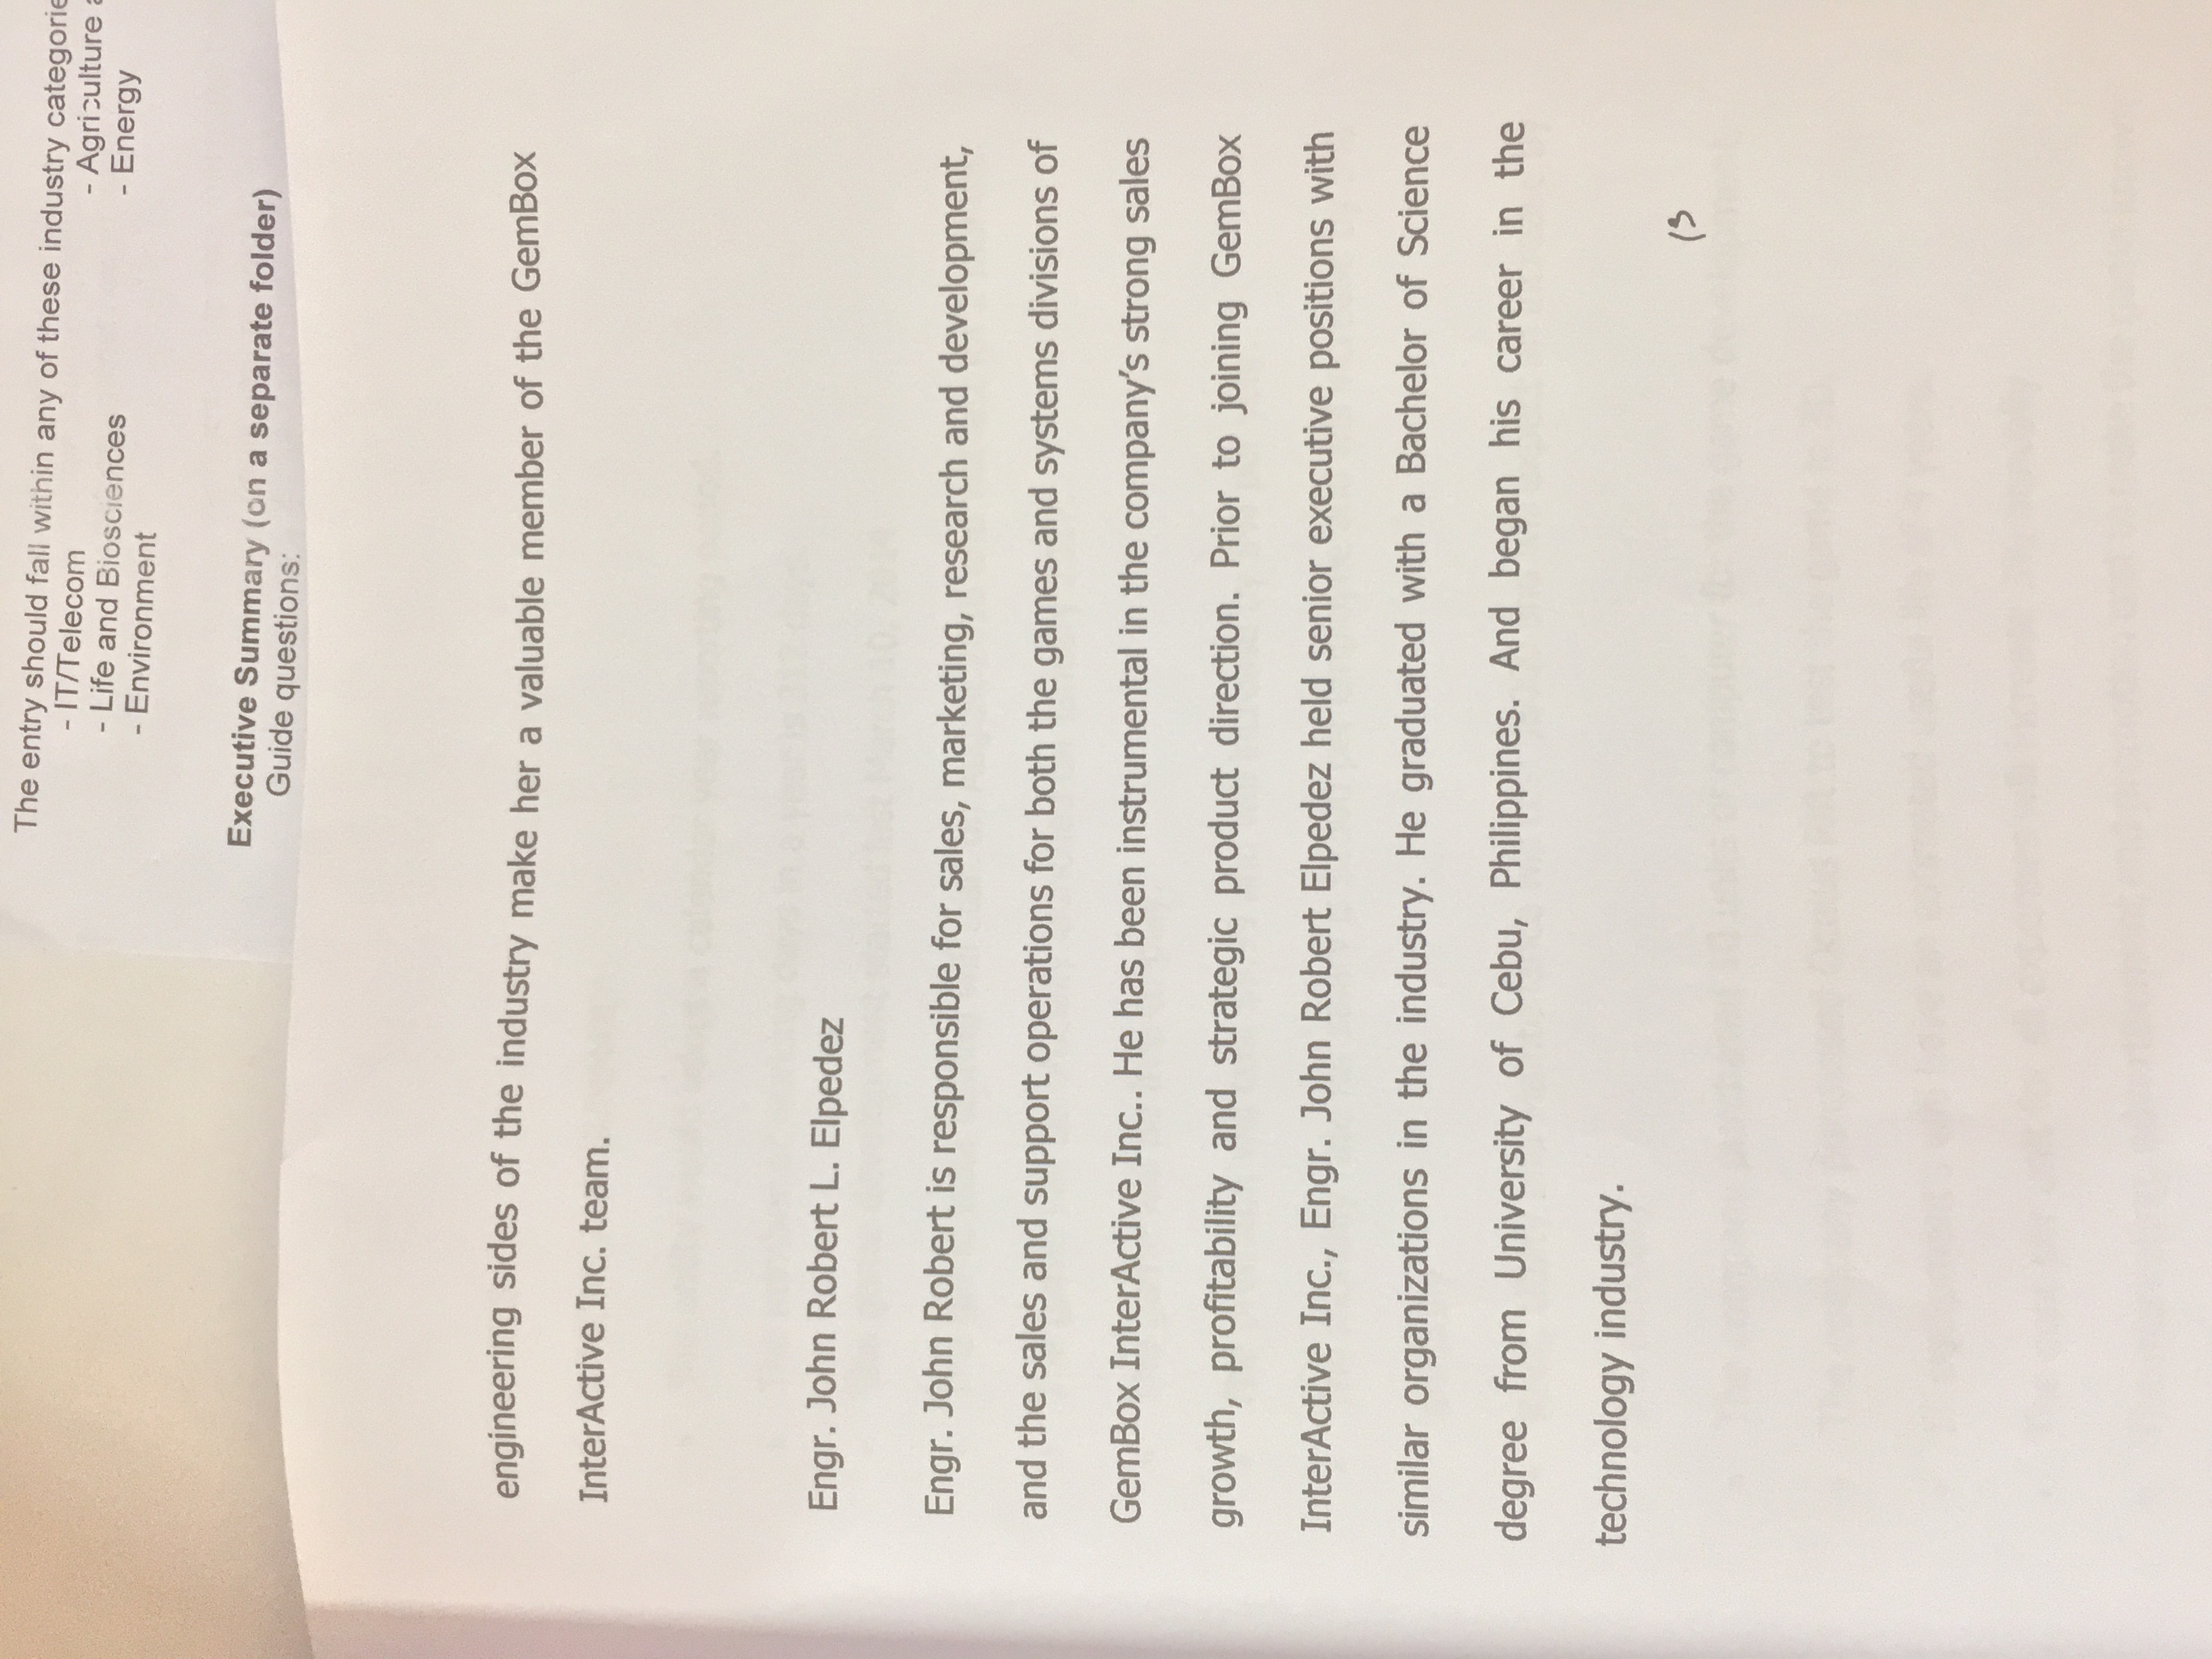 The entry should fall within any of these industry
- IT/Telecom
- Agriculture
- Life and Biosciences
- Energy
- Environment
Executive Summary (on a separate folder)
Guide questions:
engineering sides of the industry make her a valuable member of the GemBox
InterActive Inc. team.
Engr. John Robert L. Elpedez
Engr. John Robert is responsible for sales, marketing, research and development,
and the sales and support operations for both the games and systems divisions of
GemBox InterActive Inc.. He has been instrumental in the company's strong sales
growth, profitability and strategic product direction. Prior to joining GemBox
InterActive Inc., Engr. John Robert Elpedez held senior executive positions with
similar organizations in the industry. He graduated with a Bachelor of Science
degree from University of Cebu, Philippines. And began his career in the
technology industry.
13